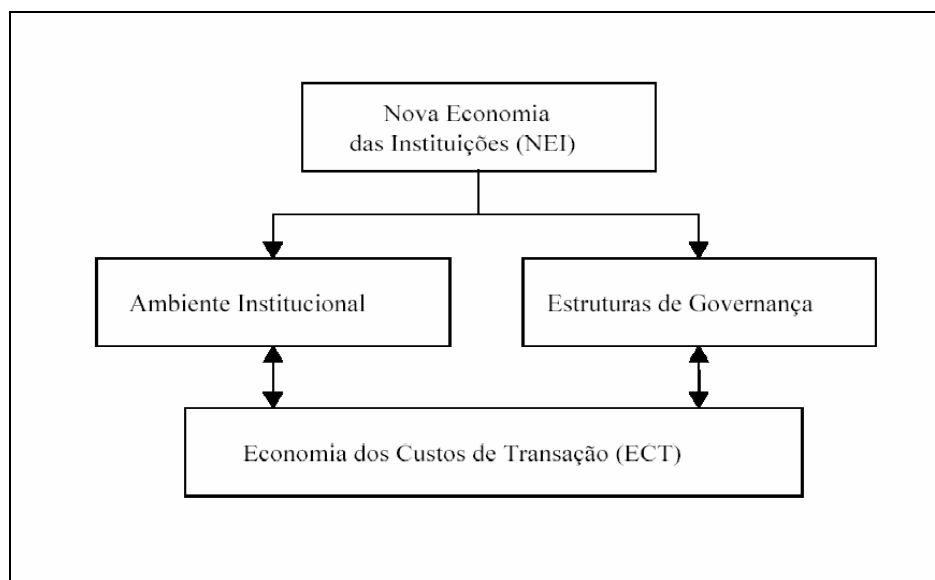 Nova Economia
das Instituições (NEI)
Ambiente Institucional
Estruturas de Governança
Economia dos Custos de Transação (ECT)